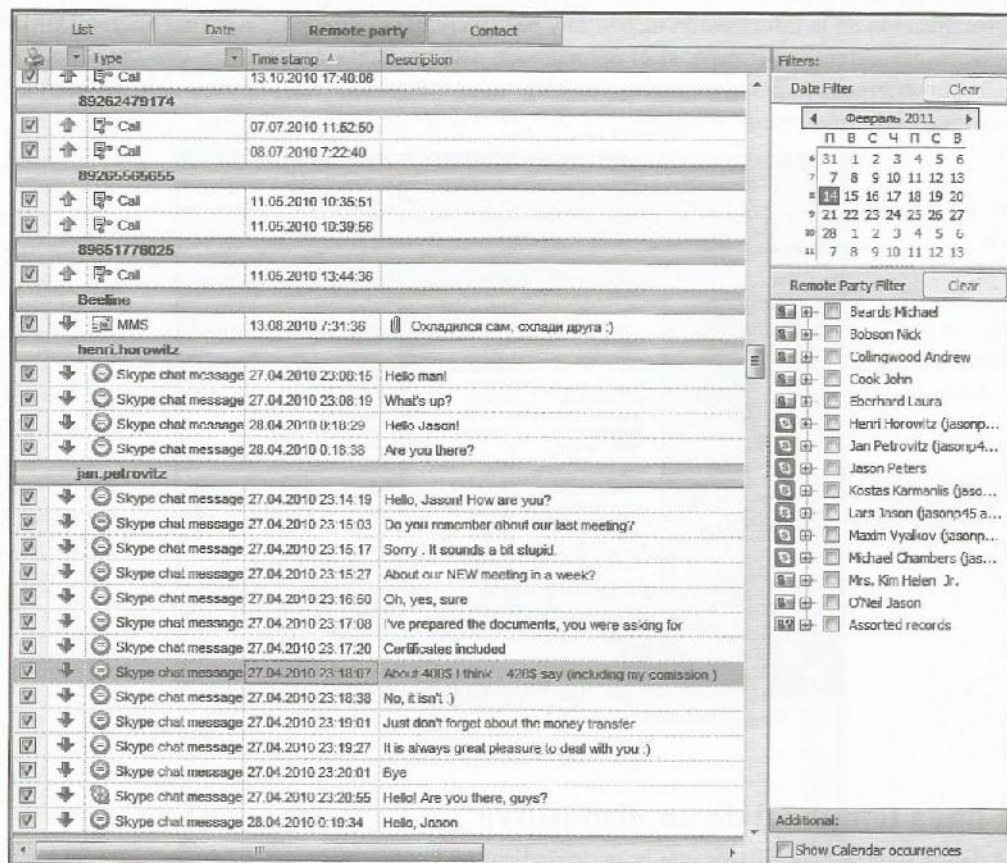 List Date Remote party Contact
Type Time stamp Description
Call 13.10.2010 17:40.06
89262479174
Call 07.07.2010 11:52:50
Call 08.07.2010 7:22:40
89265565655
Call 11.05.2010 10:35:51
Call 11.05.2010 10:39:56
89651776025
Call 11.05.2010 13:44:36
Beeline
MMS 13.08.2010 7:31:36 Охладился сам, охлади друга :)
henri.horowitz
Skype chat message 27.04.2010 23:08:15 Hello man!
Skype chat message 27.04.2010 23:08:19 What's up?
Skype chat message 28.04.2010 0:18:29 Hello Jason!
Skype chat message 28.04.2010 0:18:38 Are you there?
jan.petrovitz
Skype chat message 27.04.2010 23:14:19 Hello, Jason! How are you?
Skype chat message 27.04.2010 23:15:03 Do you remember about our last meeting?
Skype chat message 27.04.2010 23:15:17 Sorry . It sounds a bit stupid.
Skype chat message 27.04.2010 23:15:27 About our NEW meeting in a week?
Skype chat message 27.04.2010 23:16:50 Oh, yes, sure
Skype chat message 27.04.2010 23:17:08 I've prepared the documents, you were asking for
Skype chat message 27.04.2010 23:17:20 Certificates included
Skype chat message 27.04.2010 23:18:07 About 400$ I think... 420$ say (including my comission )
Skype chat message 27.04.2010 23:18:38 No, it isn't :)
Skype chat message 27.04.2010 23:19:01 Just don't forget about the money transfer
Skype chat message 27.04.2010 23:19:27 It is always great pleasure to deal with you :)
Skype chat message 27.04.2010 23:20:01 Bye
Skype chat message 27.04.2010 23:20:55 Hello! Are you there, guys?
Skype chat message 28.04.2010 0:19:34 Hello, Jason
Filters:
Date Filter Clear
Февраль 2011
П В С Ч П С В
6 31 1 2 3 4 5 6
7 7 8 9 10 11 12 13
8 14 15 16 17 18 19 20
9 21 22 23 24 25 26 27
10 28 1 2 3 4 5 6
11 7 8 9 10 11 12 13
Remote Party Filter Clear
Beards Michael
Bobson Nick
Collingwood Andrew
Cook John
Eberhard Laura
Henri Horowitz (jasonp...
Jan Petrovitz (jasonp4...
Jason Peters
Kostas Karmanlis (jaso...
Lars Jason (jasonp45 a...
Maxim Vyalkov (jasonp...
Michael Chambers (jas...
Mrs. Kim Helen Jr.
O'Neil Jason
Assorted records
Additional:
Show Calendar occurrences